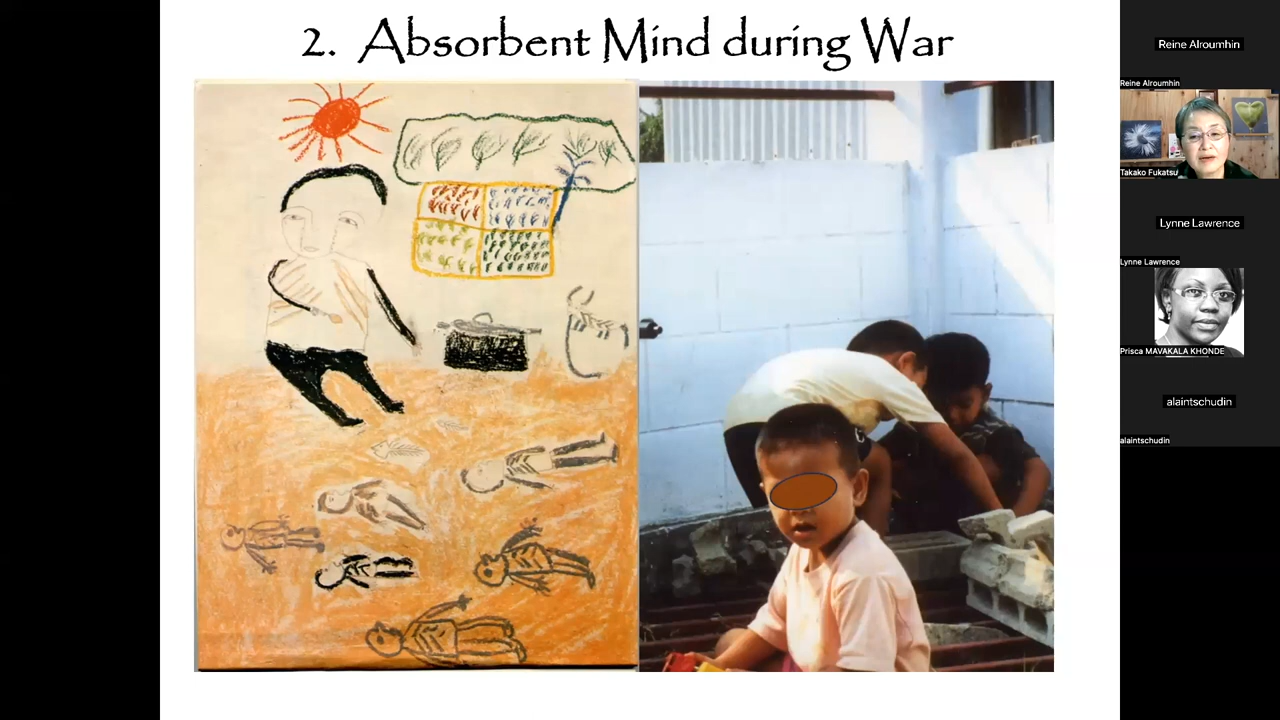 2. Absorbent Mind during War
Reine Alroumhin
Reine Alroumhin
Takako Fukatsu
Lynne Lawrence
Lynne Lawrence
Prisca MAVAKALA KHONDE
alaintschudin
alaintschudin